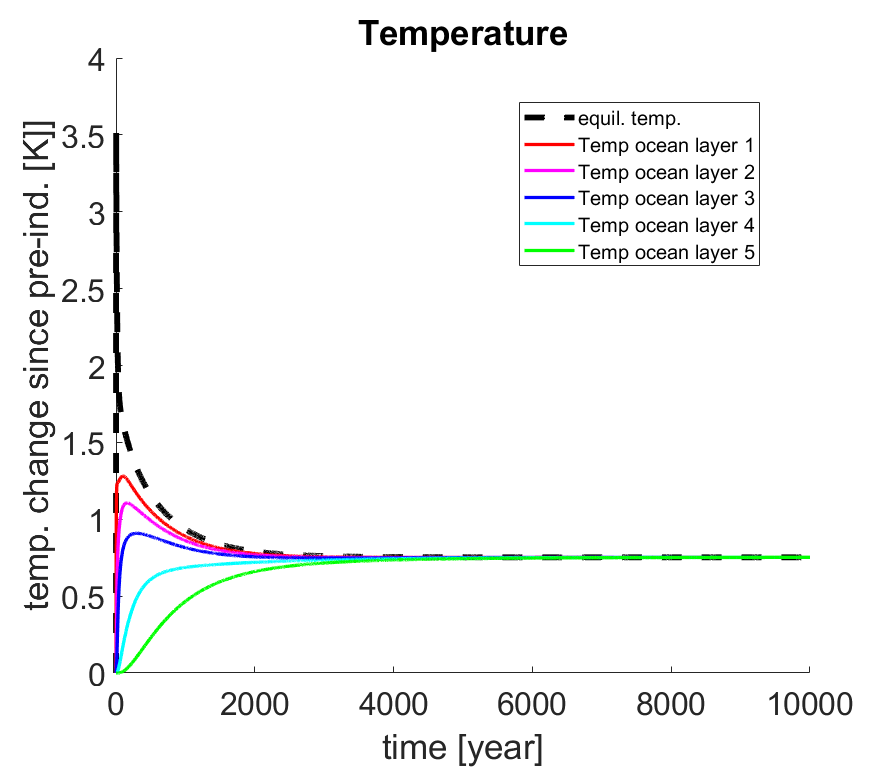 Temperature
temp. change since pre-ind. [K]]
4
3.5
3
2.5
2
1.5
1
0.5
0
equil. temp.
Temp ocean layer 1
Temp ocean layer 2
Temp ocean layer 3
Temp ocean layer 4
Temp ocean layer 5
0 2000 4000 6000 8000 10000
time [year]